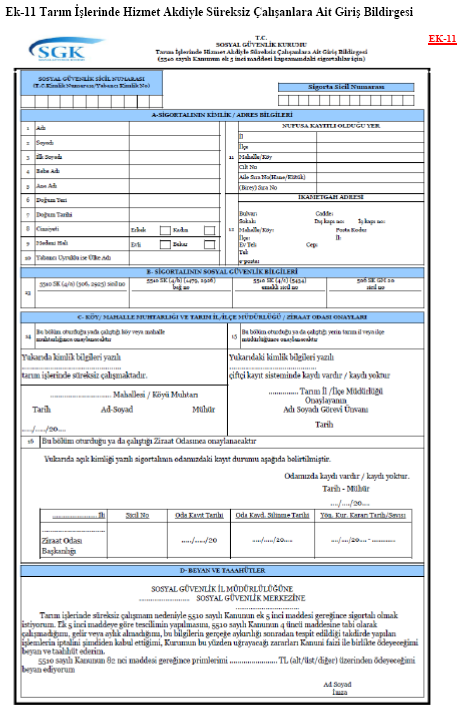 Ek-11 Tarım İşlerinde Hizmet Akdiyle Süreksiz Çalışanlara Ait Giriş Bildirgesi
EK-11
SGK
T.C.
SOSYAL GÜVENLİK KURUMU
Tarım İşlerinde Hizmet Akdiyle Süreksiz Çalışanlara Ait Giriş Bildirgesi
(5510 sayılı Kanunun ek 5 inci maddesi kapsamındaki sigortalılar için)
SOSYAL GÜVENLİK SİCİL NUMARASI
(T.C.Kimlik Numarası/Yabancı Kimlik No)
Sigorta Sicil Numarası
A-SİGORTALININ KİMLİK / ADRES BİLGİLERİ
1 Adı
2 Soyadı
3 İlk Soyadı
4 Baba Adı
5 Ana Adı
6 Doğum Yeri
7 Doğum Tarihi
8 Cinsiyeti Erkek Kadın
9 Medeni Hali Evli Bekar
10 Yabancı Uyruklu ise Ülke Adı
NÜFUSA KAYITLI OLDUĞU YER
11
İl
İlçe
Mahalle/Köy
Cilt No
Aile Sıra No(Hane/Kütük)
(Birey) Sıra No
İKAMETGAH ADRESİ
12
Bulvar: Cadde:
Sokak: Dış kapı no: İç kapı no:
Mahalle/Köy: Posta Kodu:
İlçe: İl:
Ev Tel: Cep:
e-posta:
B- SİGORTALININ SOSYAL GÜVENLİK BİLGİLERİ
13
5510 SK (4/a) (506, 2925) sicil no
5510 SK (4/b) (1479, 2926)
bağ no
5510 SK (4/c) (5434)
emekli sicil no
506 SK GM 20
sicil no
C- KÖY/ MAHALLE MUHTARLIĞI VE TARIM İL/İLÇE MÜDÜRLÜĞÜ / ZİRAAT ODASI ONAYLARI
14 Bu bölüm oturduğu yada çalıştığı köy veya mahalle
muhtarlığınca onaylanacaktır
15 Bu bölüm oturduğu ya da çalıştığı yerin tarım il veya ilçe
müdürlüğünce onaylanacaktır
Yukarıda kimlik bilgileri yazılı
........................................
tarım işlerinde süreksiz çalışmaktadır.
........................ Mahallesi / Köyü Muhtarı
Tarih Ad-Soyad Mühür
...../...../20....
Yukarıdaki kimlik bilgileri yazılı
........................................
çiftçi kayıt sisteminde kaydı vardır / kaydı yoktur
............ Tarım İl /İlçe Müdürlüğü
Onaylayanın
Adı Soyadı Görevi Ünvanı
Tarih
16 Bu bölüm oturduğu ya da çalıştığı Ziraat Odasınca onaylanacaktır
Yukarıda açık kimliği yazılı sigortalının odamızdaki kayıt durumu aşağıda belirtilmiştir.
Odamızda kaydı vardır / kaydı yoktur.
Tarih - Mühür
..../..../20.....
...................... İli Sicil No Oda Kayıt Tarihi Oda Kayd. Silinme Tarihi Yön. Kur. Kararı Tarih/Sayısı
......................
Ziraat Odası
Başkanlığı
...../...../20 ...../...../20..... ..../..../20.... - ............
D- BEYAN VE TAAHÜTLER
SOSYAL GÜVENLİK İL MÜDÜRLÜĞÜNE
........................ SOSYAL GÜVENLİK MERKEZİNE
........................
Tarım işlerinde süreksiz çalışmam nedeniyle 5510 sayılı Kanunun ek 5 inci maddesi gereğince sigortalı olmak
istiyorum. Ek 5 inci maddeye göre tescilimin yapılmasını, 5510 sayılı Kanunun 4 üncü maddesine tabi olarak
çalışmadığımı, gelir veya aylık almadığımı, bu bilgilerin gerçeğe aykırılığı sonradan tespit edildiği takdirde yapılan
işlemlerin iptalini şimdiden kabul ettiğimi, Kurumun bu yüzden uğrayacağı zararları Kanuni faizi ile birlikte ödeyeceğimi
beyan ve taahhüt ederim.
5510 sayılı Kanunun 82 nci maddesi gereğince primlerimi ........................ TL (alt/üst/diğer) üzerinden ödeyeceğimi
beyan ediyorum
Ad Soyad
İmza